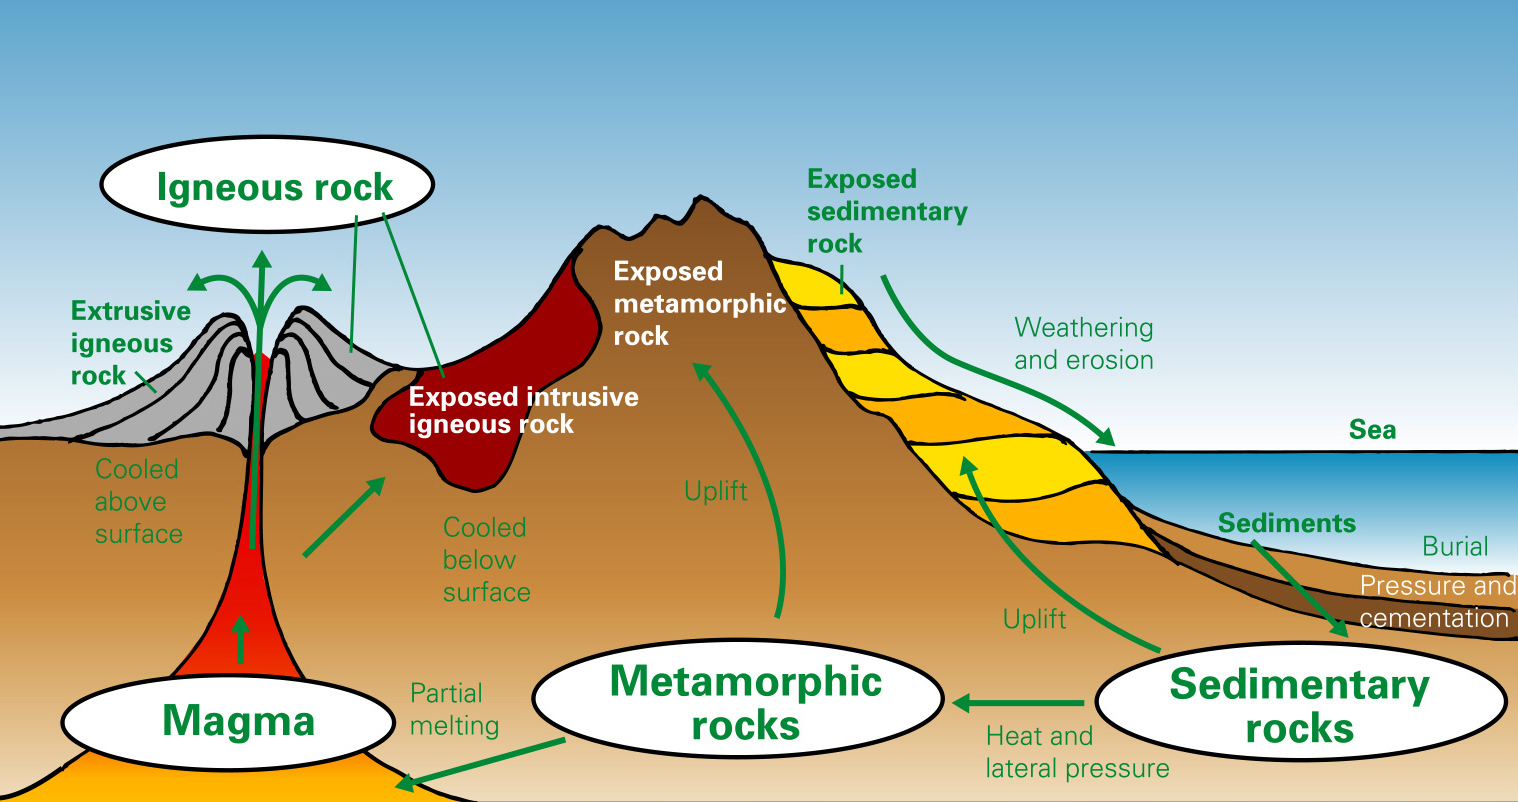 Igneous rock
Extrusive
igneous
rock
Exposed
sedimentary
rock
Exposed
metamorphic
rock
Weathering
and erosion
Exposed intrusive
igneous rock
Sea
Cooled
above
surface
Uplift
Cooled
below
surface
Sediments
Burial
Pressure and
cementation
Uplift
Magma
Partial
melting
Metamorphic
rocks
Sedimentary
rocks
Heat and
lateral pressure